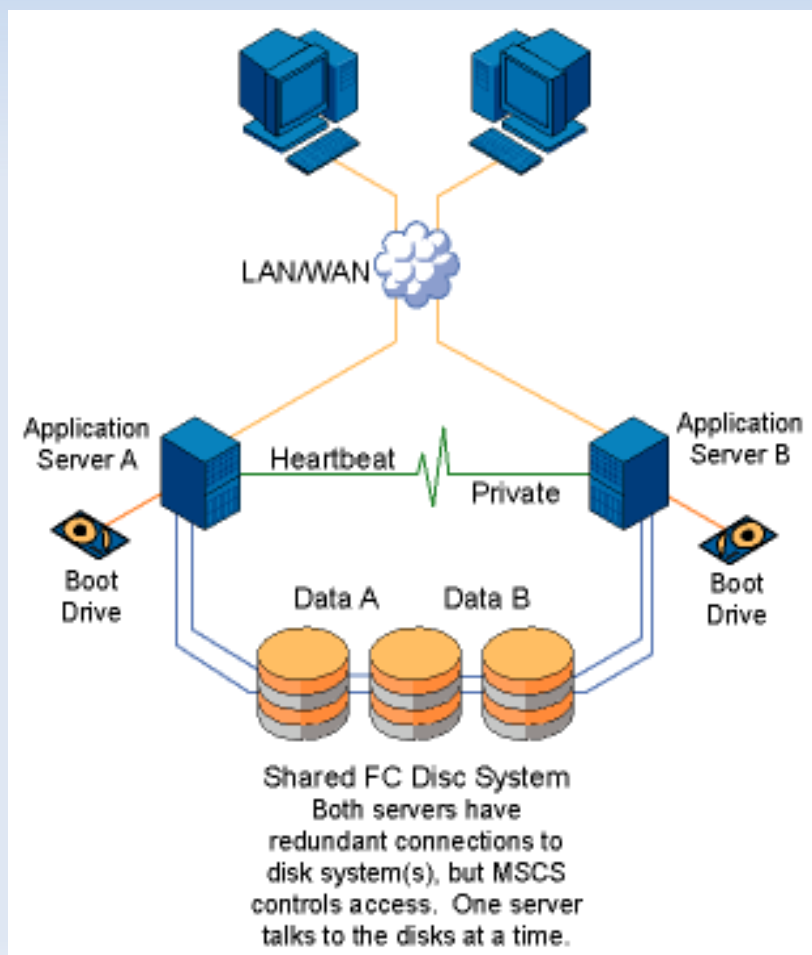 LAN/WAN
Application
Server A
Heartbeat
Private
Application
Server B
Boot
Drive
Boot
Drive
Data A
Data B
Shared FC Disc System
Both servers have
redundant connections to
disk system(s), but MSCS
controls access. One server
talks to the disks at a time.